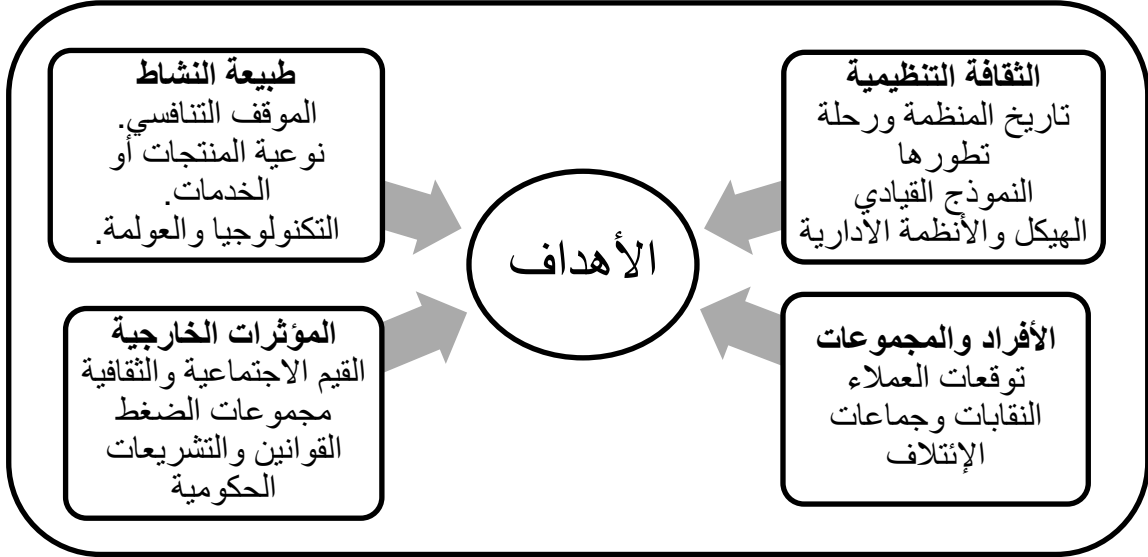 الثقافة التنظيمية
تاريخ المنظمة ورحلة
تطورها
النموذج القيادي
الهيكل والأنظمة الادارية
طبيعة النشاط
الموقف التنافسي.
نوعية المنتجات أو
الخدمات.
التكنولوجيا والعولمة.
الأهداف
الأفراد والمجموعات
توقعات العملاء
النقابات وجماعات
الإئتلاف
المؤثرات الخارجية
القيم الاجتماعية والثقافية
مجموعات الضغط
القوانين والتشريعات
الحكومية